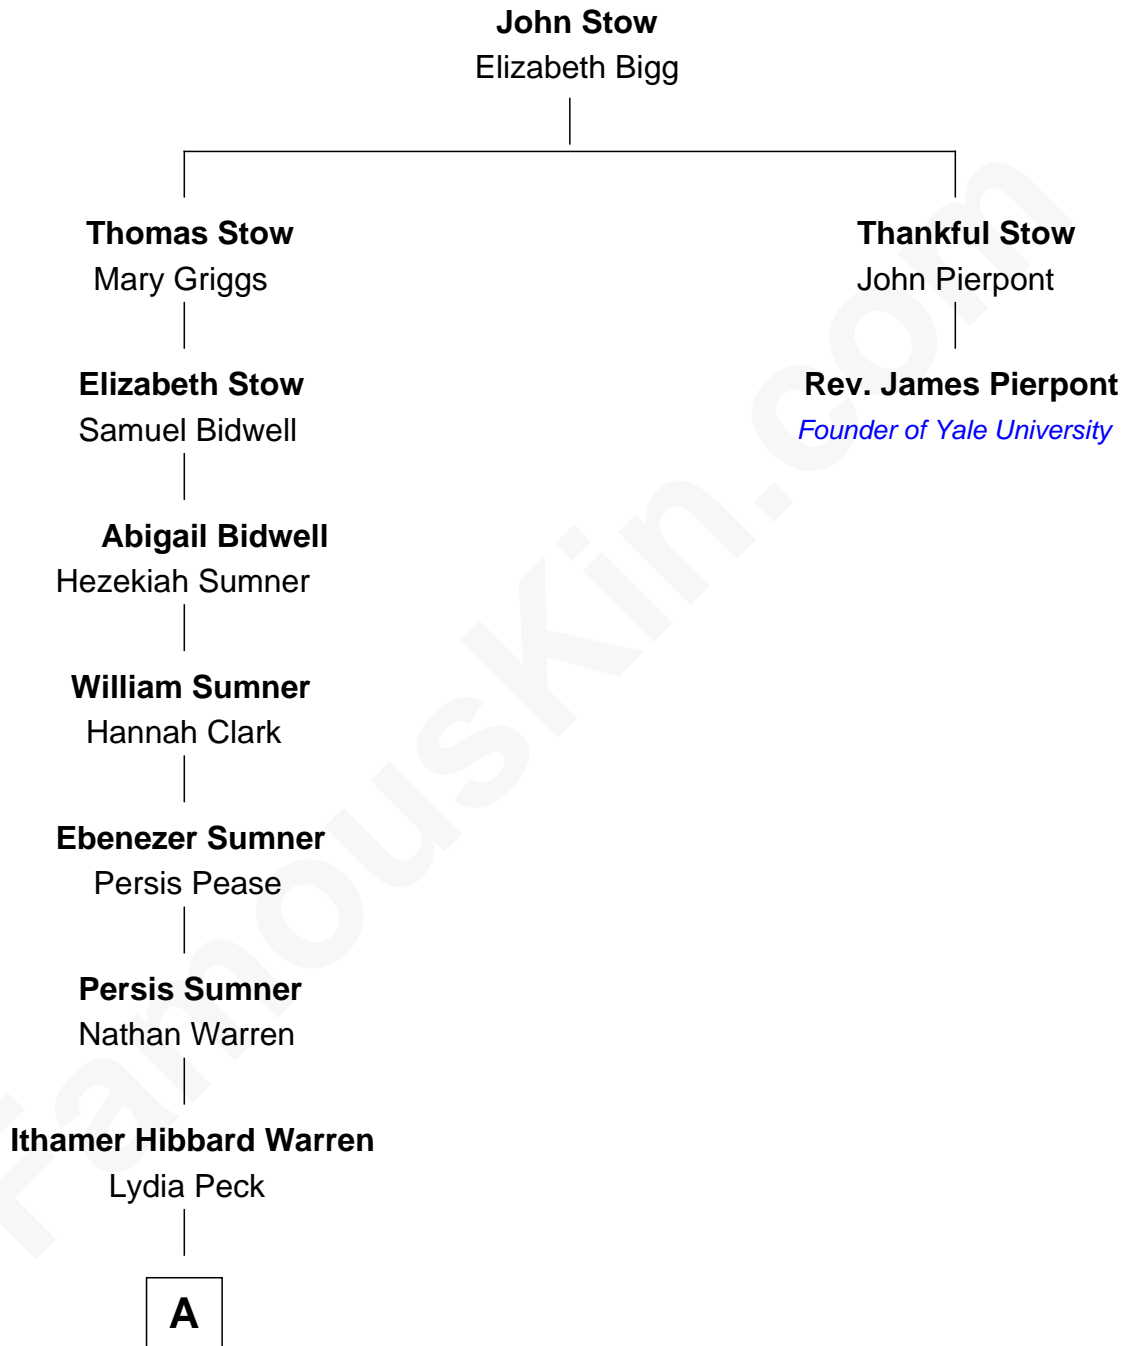 John Stow
Elizabeth Bigg
Thomas Stow
Mary Griggs
Thankful Stow
John Pierpont
Elizabeth Stow
Samuel Bidwell
Rev. James Pierpont
Founder of Yale University
Abigail Bidwell
Hezekiah Sumner
William Sumner
Hannah Clark
Ebenezer Sumner
Persis Pease
Persis Sumner
Nathan Warren
Ithamer Hibbard Warren
Lydia Peck
A
FamousKin.com